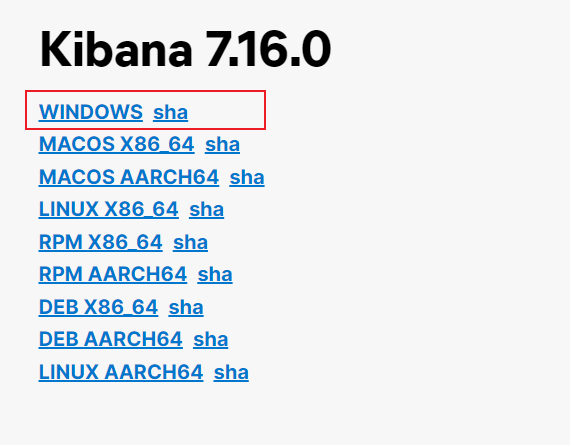 Kibana 7.16.0
WINDOWS sha
MACOS X86_64 sha
MACOS AARCH64 sha
LINUX X86_64 sha
RPM X86_64 sha
RPM AARCH64 sha
DEB X86_64 sha
DEB AARCH64 sha
LINUX AARCH64 sha